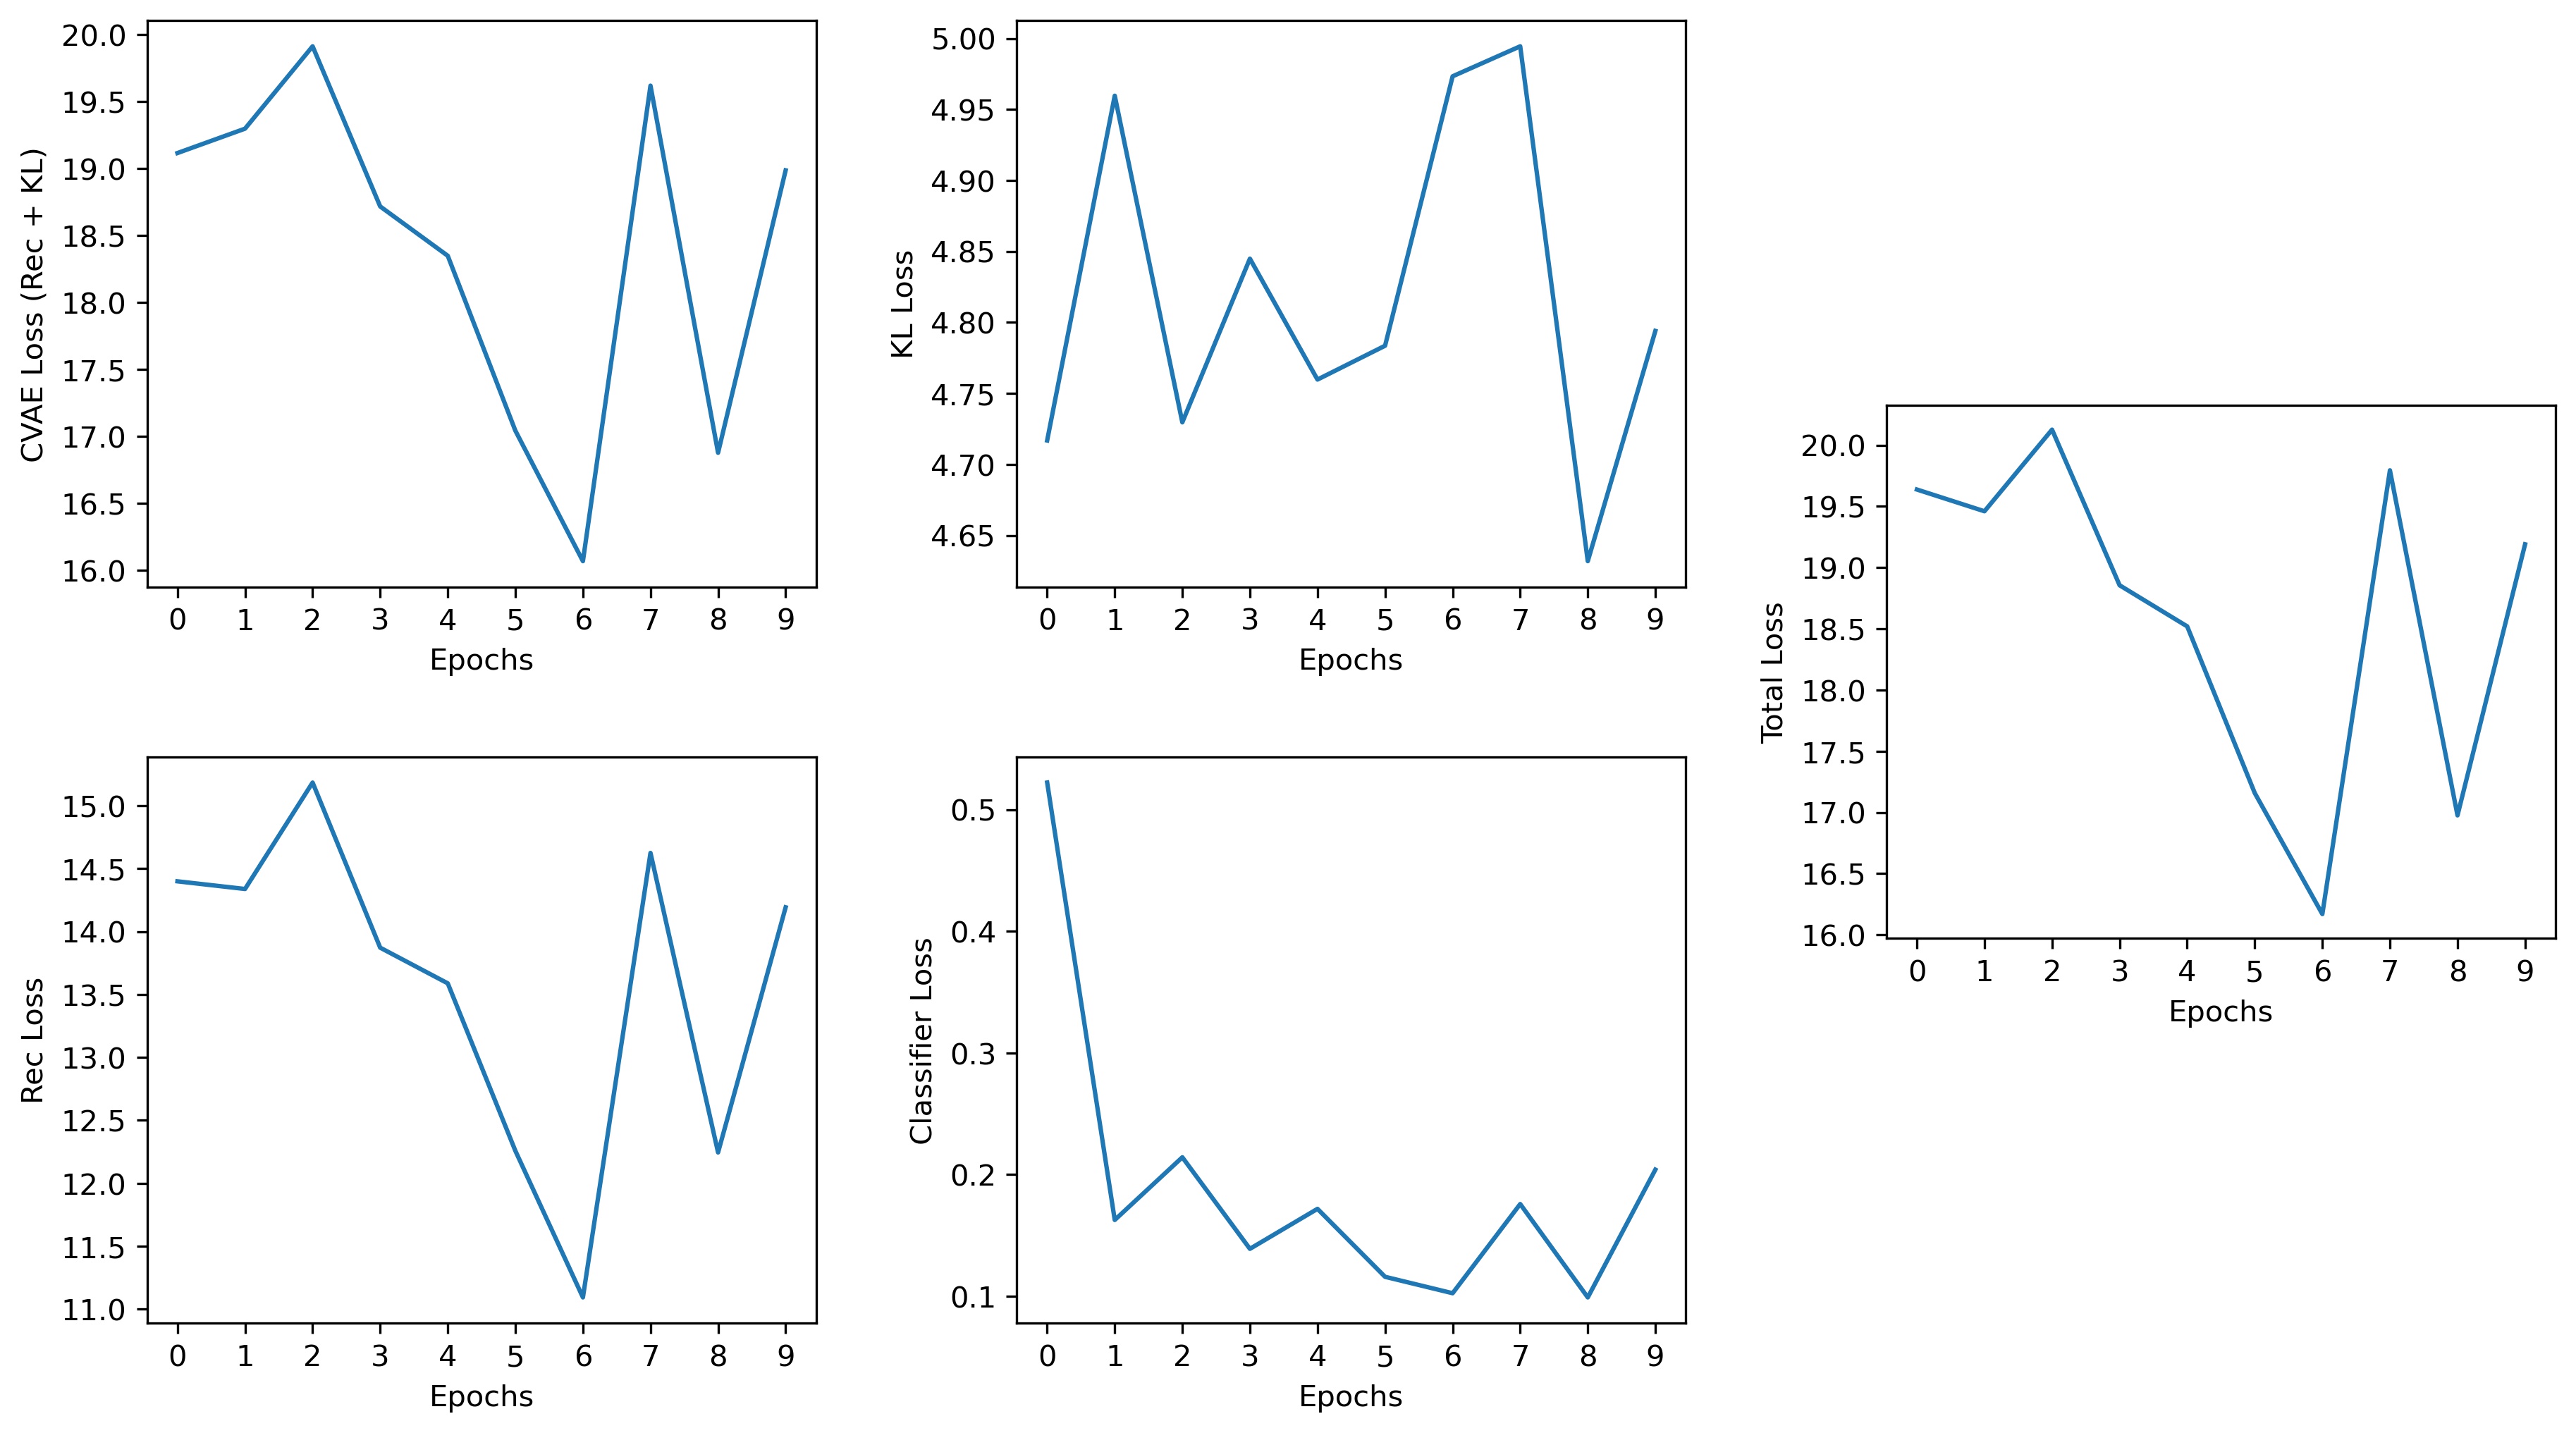 CVAE Loss (Rec + KL)
20.0
19.5
19.0
18.5
18.0
17.5
17.0
16.5
16.0
0 1 2 3 4 5 6 7 8 9
Epochs
KL Loss
5.00
4.95
4.90
4.85
4.80
4.75
4.70
4.65
0 1 2 3 4 5 6 7 8 9
Epochs
Rec Loss
15.0
14.5
14.0
13.5
13.0
12.5
12.0
11.5
11.0
0 1 2 3 4 5 6 7 8 9
Epochs
Classifier Loss
0.5
0.4
0.3
0.2
0.1
0 1 2 3 4 5 6 7 8 9
Epochs
Total Loss
20.0
19.5
19.0
18.5
18.0
17.5
17.0
16.5
16.0
0 1 2 3 4 5 6 7 8 9
Epochs